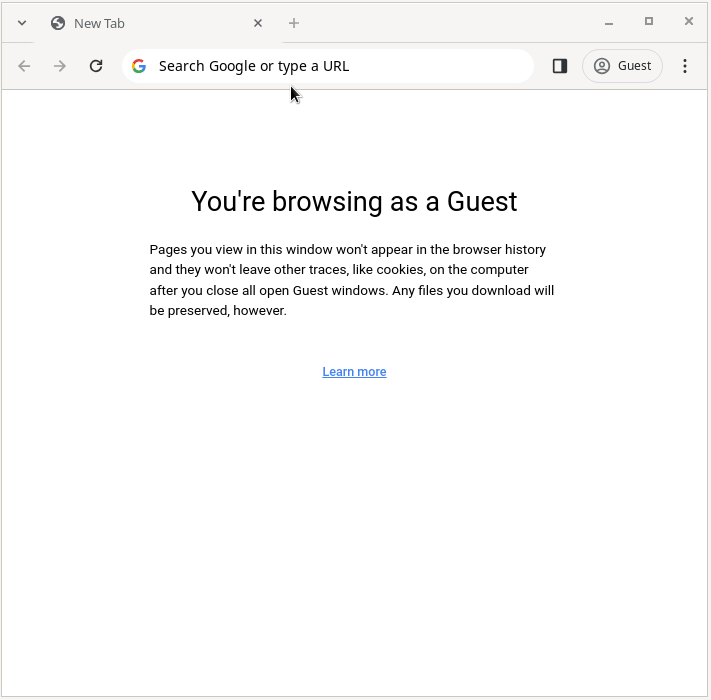 New Tab
Search Google or type a URL
Guest
You're browsing as a Guest
Pages you view in this window won't appear in the browser history
and they won't leave other traces, like cookies, on the computer
after you close all open Guest windows. Any files you download will
be preserved, however.
Learn more